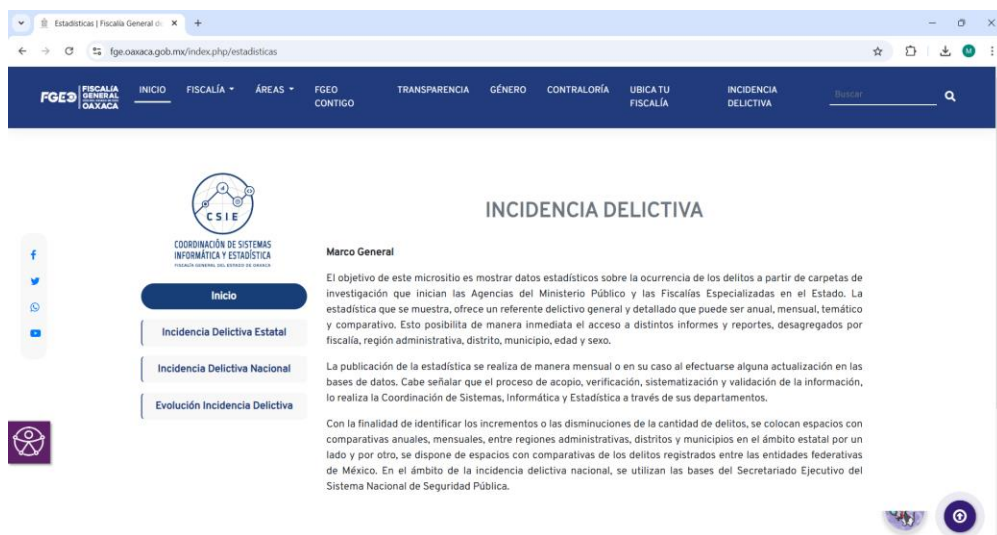 Estadísticas | Fiscalía General de
fge.oaxaca.gob.mx/index.php/estadisticas
M
FGEO FISCALÍA GENERAL OAXACA
INICIO
FISCALÍA
ÁREAS
FGEO CONTIGO
TRANSPARENCIA
GÉNERO
CONTRALORÍA
UBICA TU FISCALÍA
INCIDENCIA DELICTIVA
Buscar
CSIE
COORDINACIÓN DE SISTEMAS
INFORMÁTICA Y ESTADÍSTICA
FISCALÍA GENERAL DEL ESTADO DE OAXACA
Inicio
Incidencia Delictiva Estatal
Incidencia Delictiva Nacional
Evolución Incidencia Delictiva
INCIDENCIA DELICTIVA
Marco General
El objetivo de este micrositio es mostrar datos estadísticos sobre la ocurrencia de los delitos a partir de carpetas de
investigación que inician las Agencias del Ministerio Público y las Fiscalías Especializadas en el Estado. La
estadística que se muestra, ofrece un referente delictivo general y detallado que puede ser anual, mensual, temático
y comparativo. Esto posibilita de manera inmediata el acceso a distintos informes y reportes, desagregados por
fiscalía, región administrativa, distrito, municipio, edad y sexo.
La publicación de la estadística se realiza de manera mensual o en su caso al efectuarse alguna actualización en las
bases de datos. Cabe señalar que el proceso de acopio, verificación, sistematización y validación de la información,
lo realiza la Coordinación de Sistemas, Informática y Estadística a través de sus departamentos.
Con la finalidad de identificar los incrementos o las disminuciones de la cantidad de delitos, se colocan espacios con
comparativas anuales, mensuales, entre regiones administrativas, distritos y municipios en el ámbito estatal por un
lado y por otro, se dispone de espacios con comparativas de los delitos registrados entre las entidades federativas
de México. En el ámbito de la incidencia delictiva nacional, se utilizan las bases del Secretariado Ejecutivo del
Sistema Nacional de Seguridad Pública.